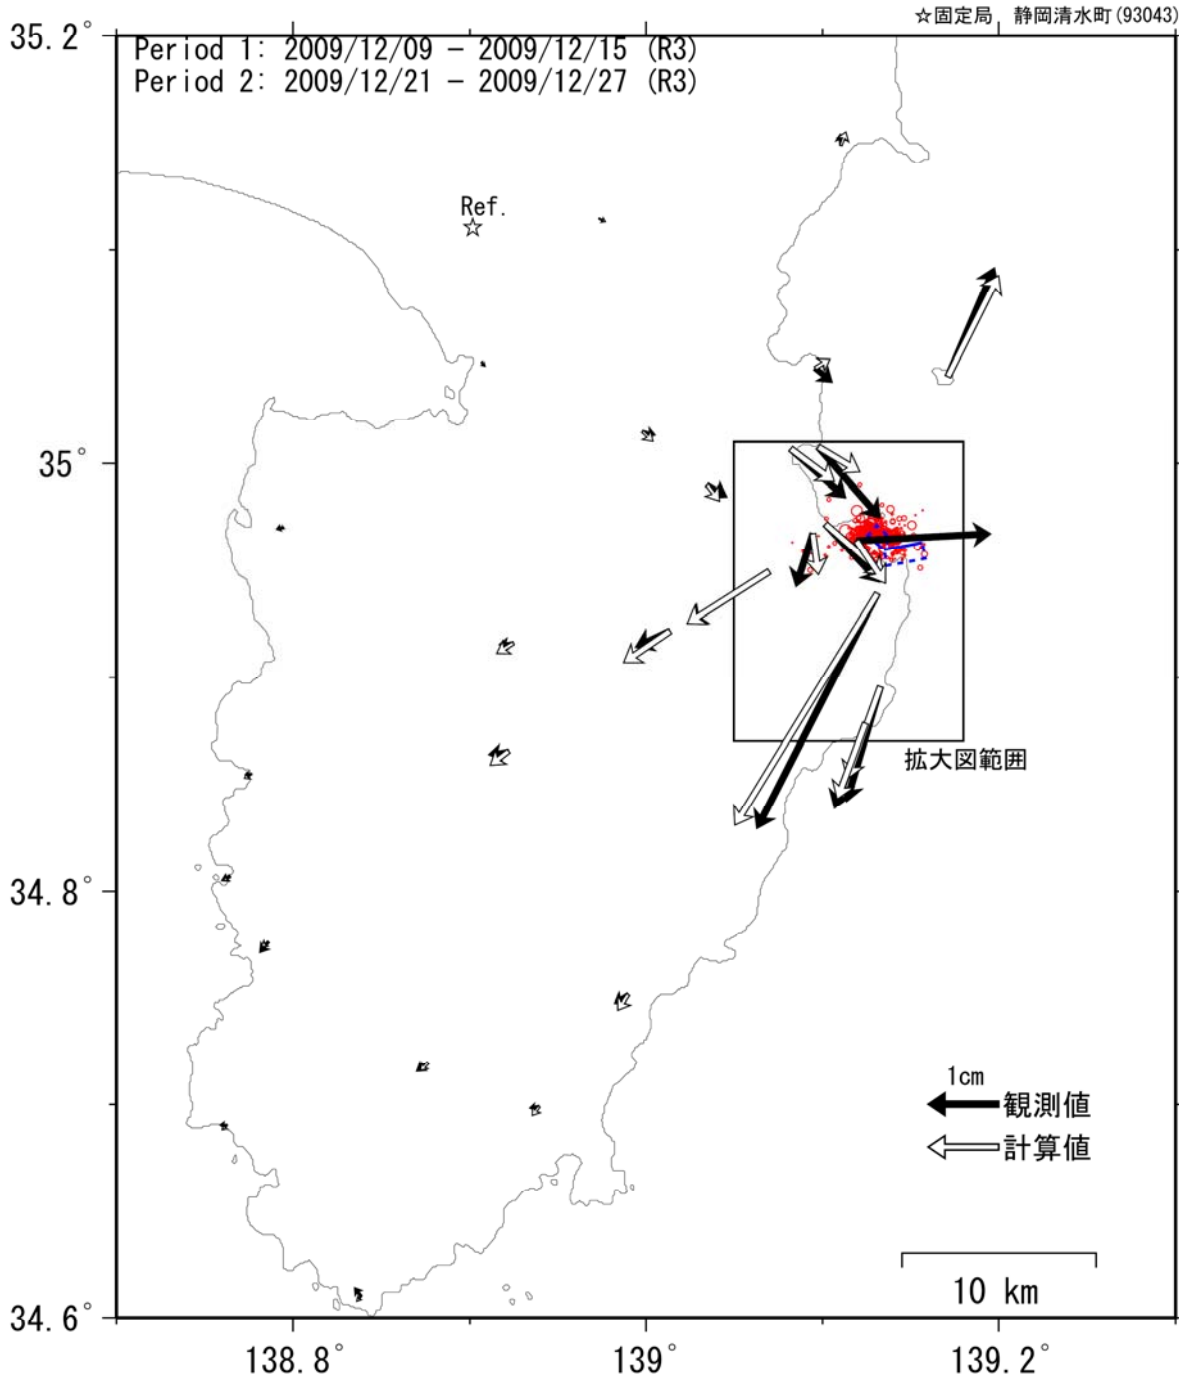 ☆固定局 静岡清水町(93043)
35.2°
Period 1: 2009/12/09 − 2009/12/15 (R3)
Period 2: 2009/12/21 − 2009/12/27 (R3)
Ref.
35°
拡大図範囲
34.8°
1cm
観測値
計算値
10 km
34.6°
138.8° 139° 139.2°